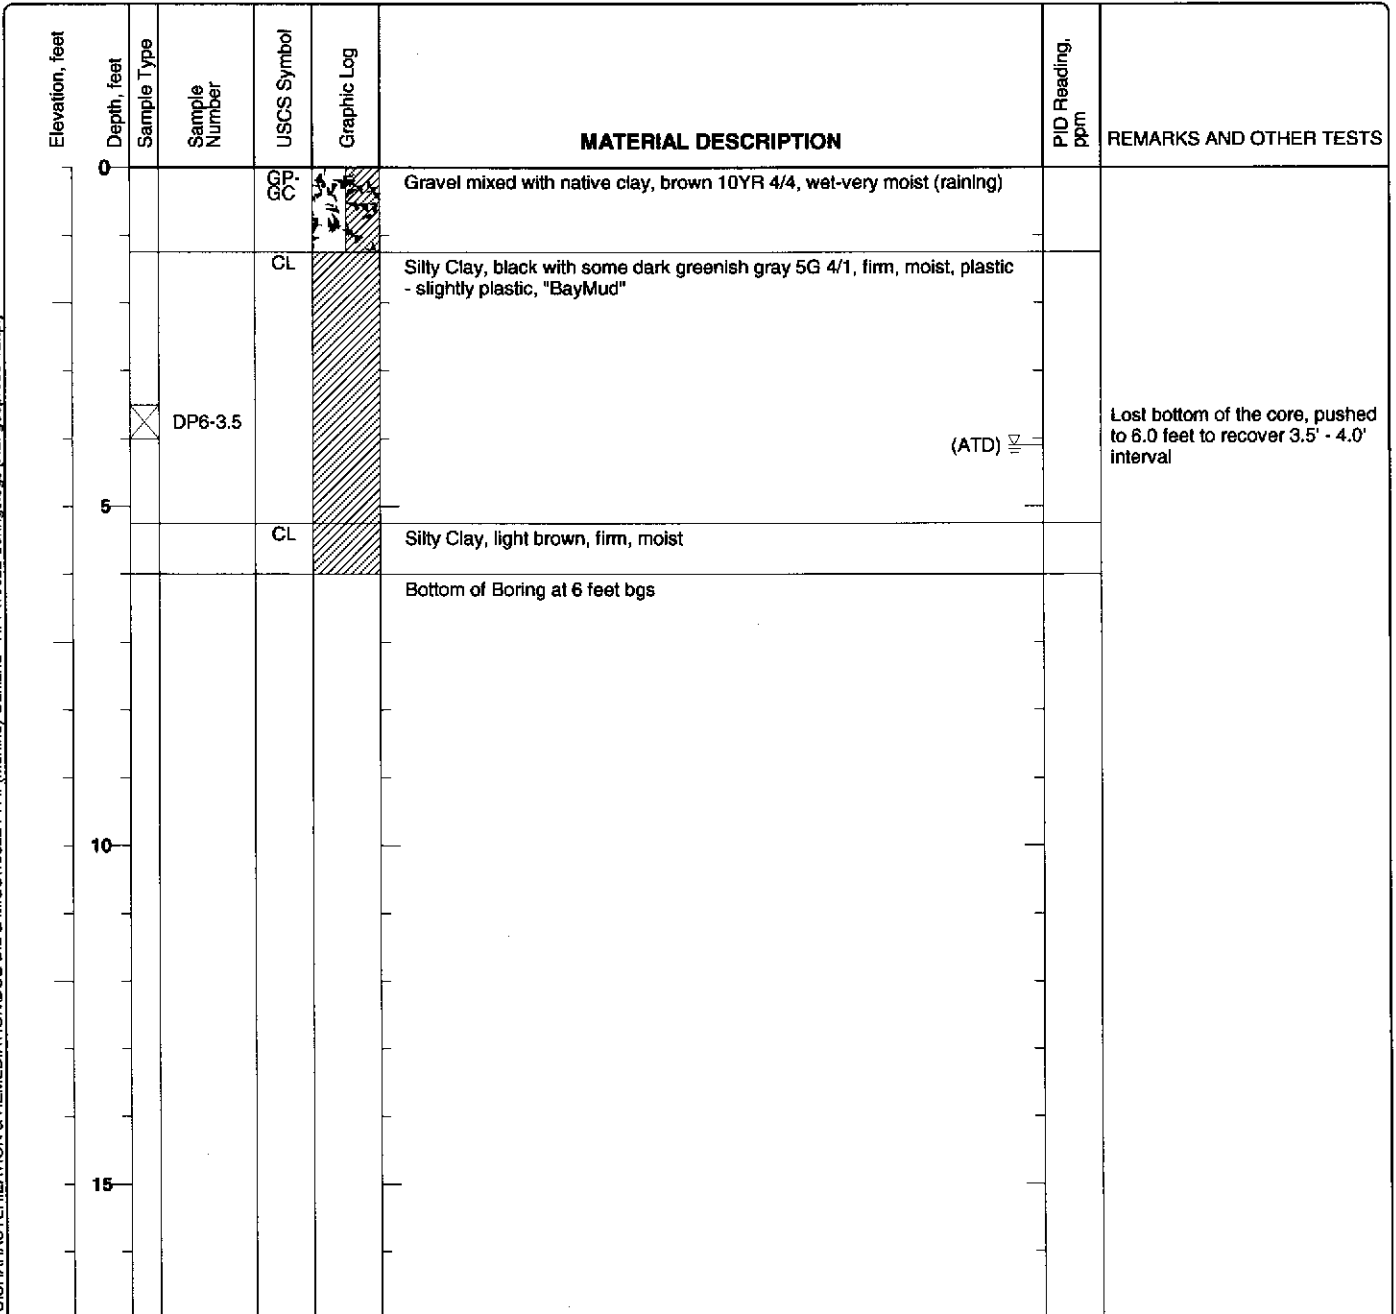 Elevation, feet
Depth, feet
Sample Type
Sample
Number
USCS Symbol
Graphic Log
MATERIAL DESCRIPTION
PID Reading,
ppm
REMARKS AND OTHER TESTS
0
GP-
GC
Gravel mixed with native clay, brown 10YR 4/4, wet-very moist (raining)
CL
Silty Clay, black with some dark greenish gray 5G 4/1, firm, moist, plastic
- slightly plastic, "BayMud"
DP6-3.5
(ATD)
Lost bottom of the core, pushed
to 6.0 feet to recover 3.5' - 4.0'
interval
5
CL
Silty Clay, light brown, firm, moist
Bottom of Boring at 6 feet bgs
10
15